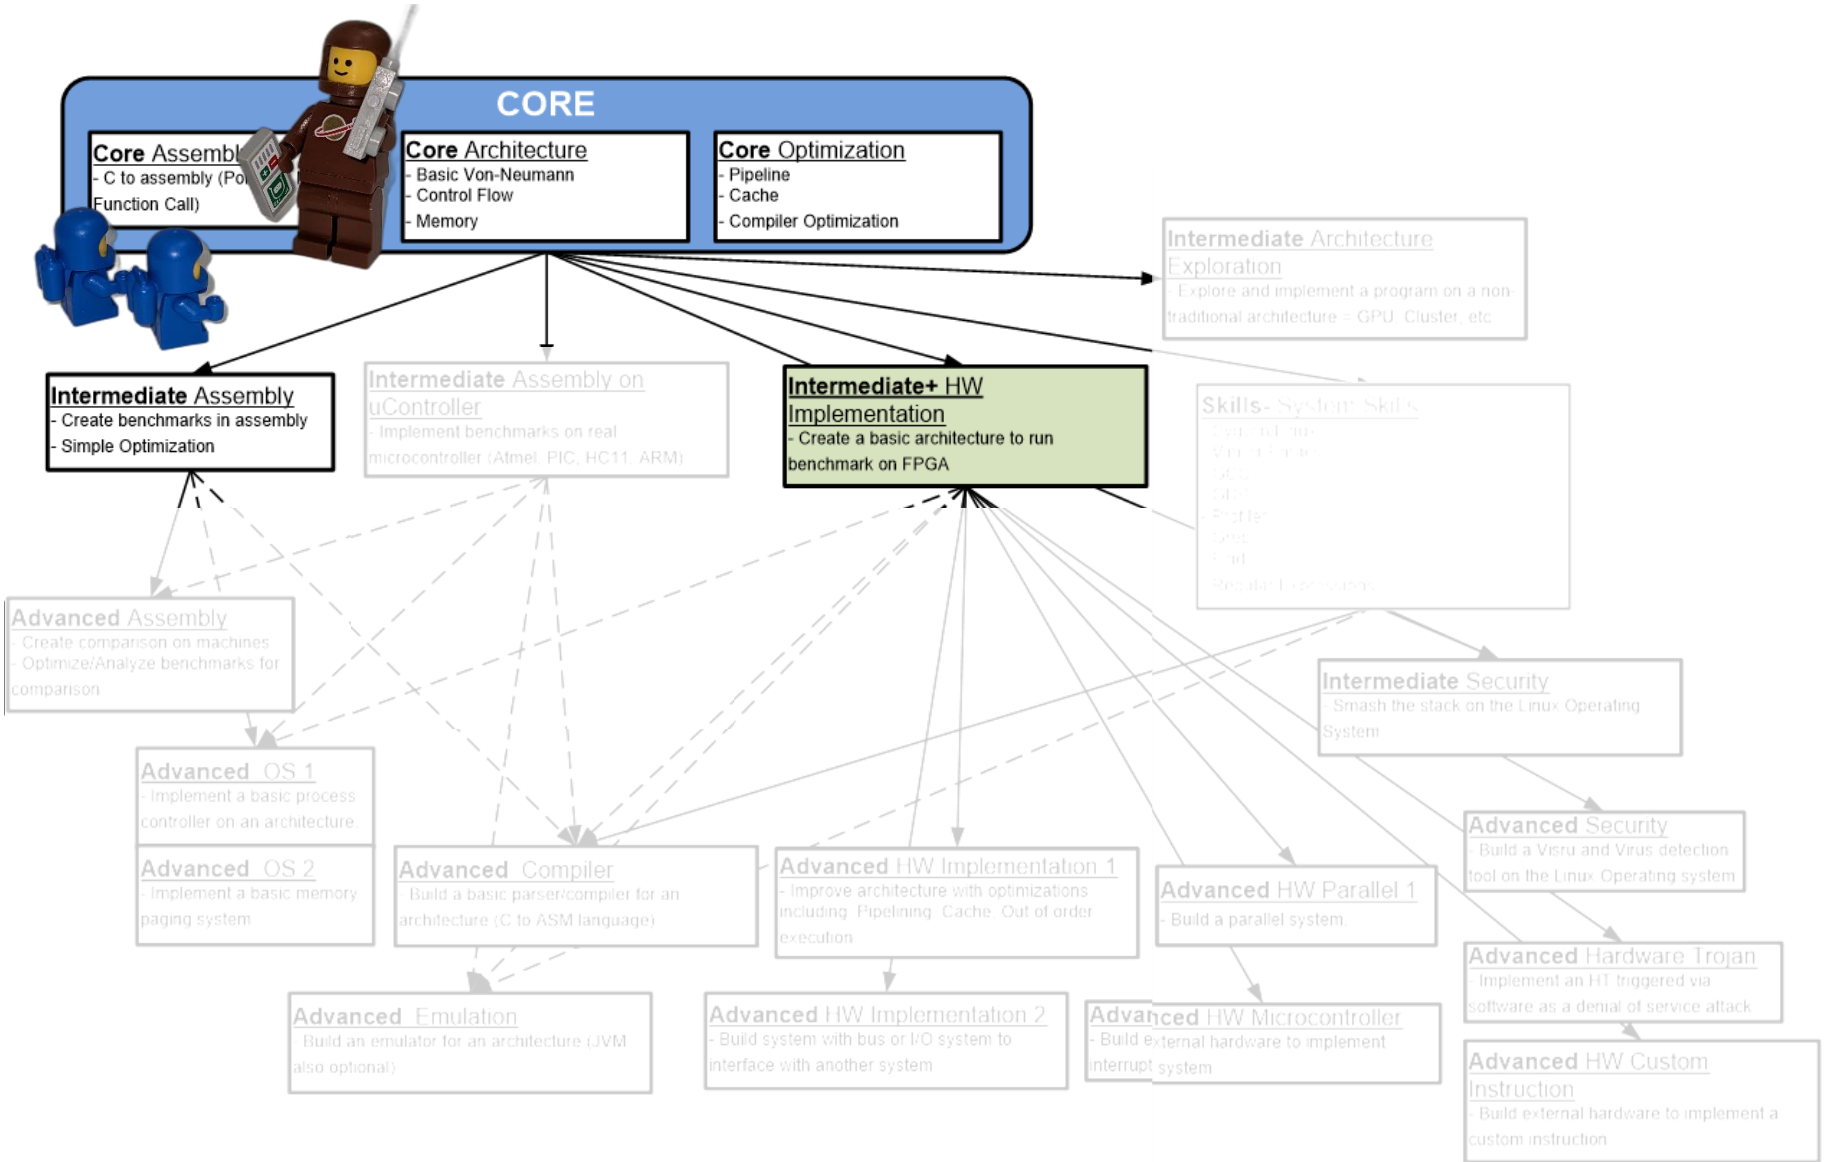 CORE
Core Assembl
- C to assembly (Po
Function Call)
Core Architecture
- Basic Von-Neumann
- Control Flow
- Memory
Core Optimization
- Pipeline
- Cache
- Compiler Optimization
Intermediate Architecture
Exploration
- Explore and implement a program on a non-
traditional architecture = GPU, Cluster, etc
Intermediate Assembly
- Create benchmarks in assembly
- Simple Optimization
Intermediate Assembly on
uController
- Implement benchmarks on real
microcontroller (Atmel, PIC, HC11, ARM)
Intermediate+ HW
Implementation
- Create a basic architecture to run
benchmark on FPGA
Skills- System Skills
- Profiler
- Regular Expressions
Advanced Assembly
- Create comparison on machines
- Optimize/Analyze benchmarks for
comparison
Intermediate Security
- Smash the stack on the Linux Operating
System
Advanced OS 1
- Implement a basic process
controller on an architecture.
Advanced OS 2
- Implement a basic memory
paging system
Advanced Compiler
- Build a basic parser/compiler for an
architecture (C to ASM language)
Advanced HW Implementation 1
- Improve architecture with optimizations
including: Pipelining, Cache, Out of order
execution
Advanced HW Parallel 1
- Build a parallel system.
Advanced Security
- Build a Visru and Virus detection
tool on the Linux Operating system
Advanced Hardware Trojan
- Implement an HT triggered via
software as a denial of service attack
Advanced Emulation
- Build an emulator for an architecture (JVM
also optional)
Advanced HW Implementation 2
- Build system with bus or I/O system to
interface with another system
Advanced HW Microcontroller
- Build external hardware to implement
interrupt system
Advanced HW Custom
Instruction
- Build external hardware to implement a
custom instruction